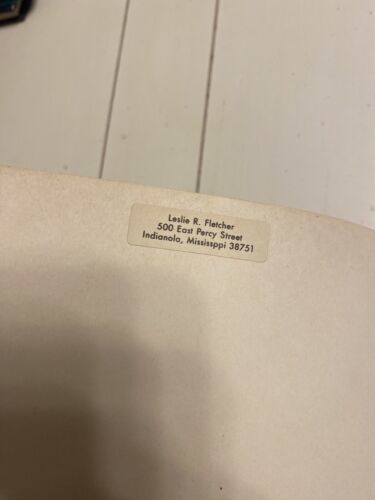 Leslie R. Fletcher
500 East Percy Street
Indianola, Mississppi 38751